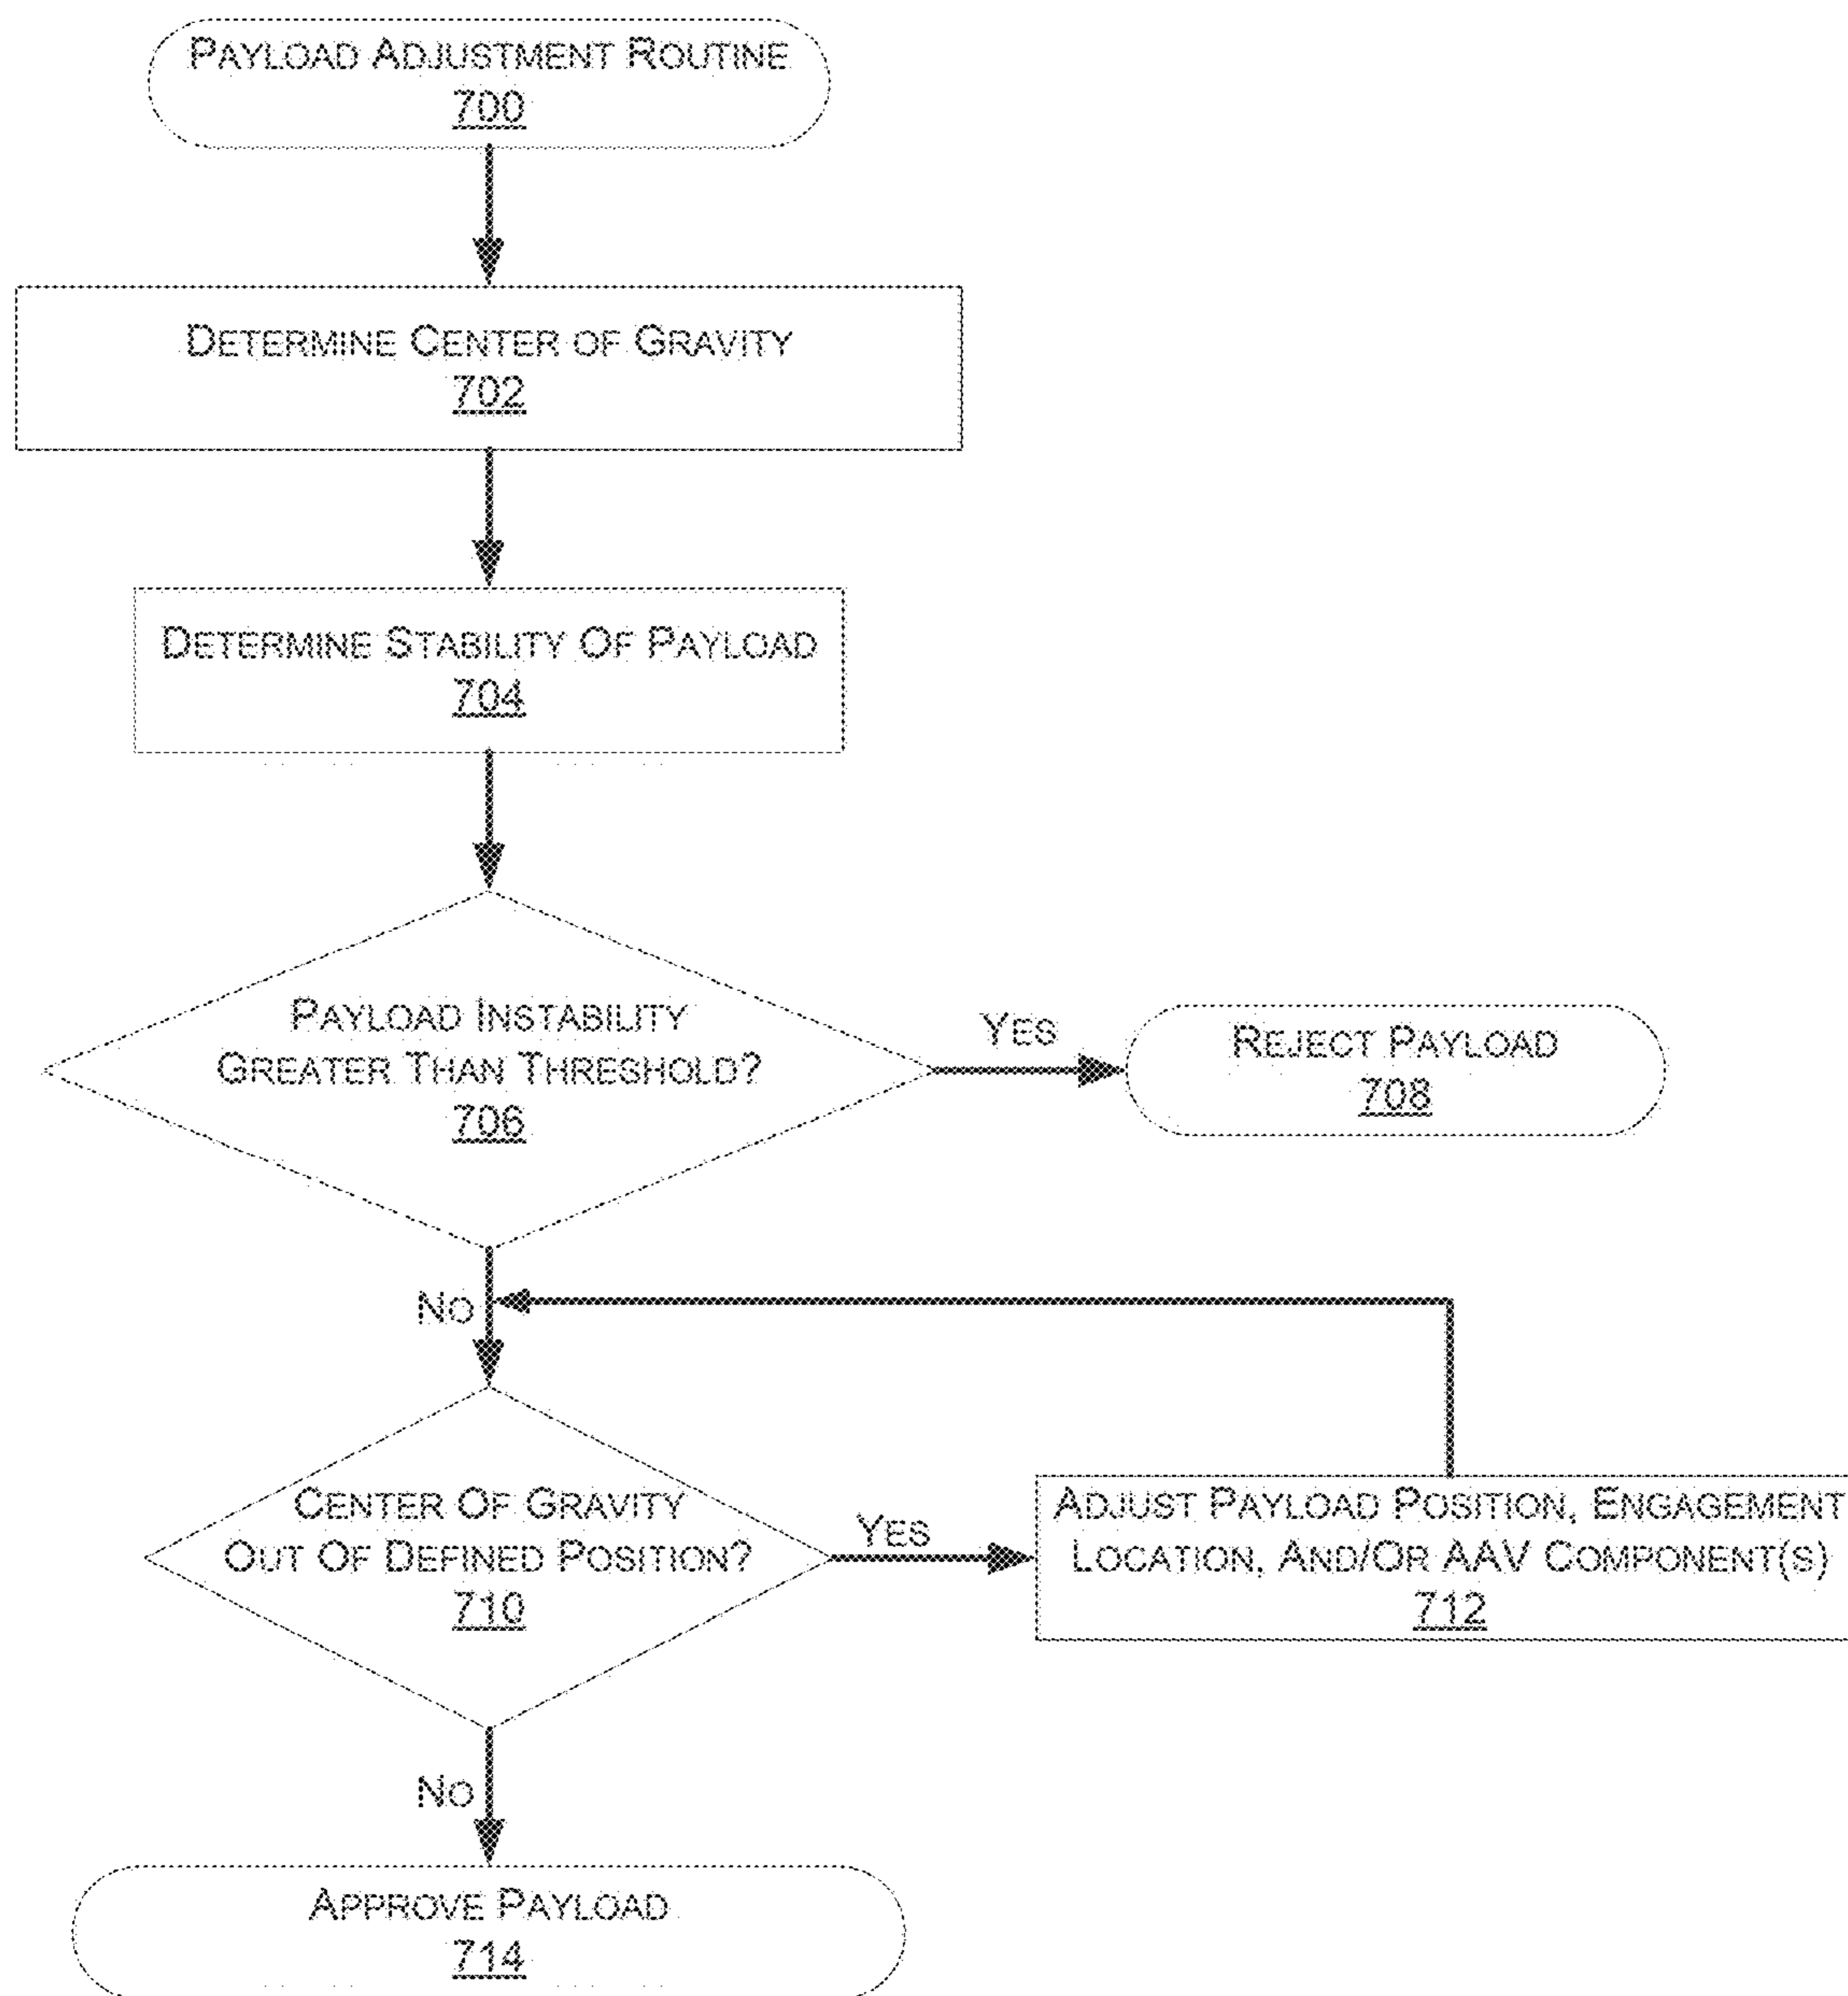 PAYLOAD ADJUSTMENT ROUTINE
700
DETERMINE CENTER OF GRAVITY
702
DETERMINE STABILITY OF PAYLOAD
704
PAYLOAD INSTABILITY
GREATER THAN THRESHOLD?
706
YES
REJECT PAYLOAD
708
NO
CENTER OF GRAVITY
OUT OF DEFINED POSITION?
710
YES
ADJUST PAYLOAD POSITION, ENGAGEMENT
LOCATION, AND/OR AAV COMPONENT(S)
712
NO
APPROVE PAYLOAD
714